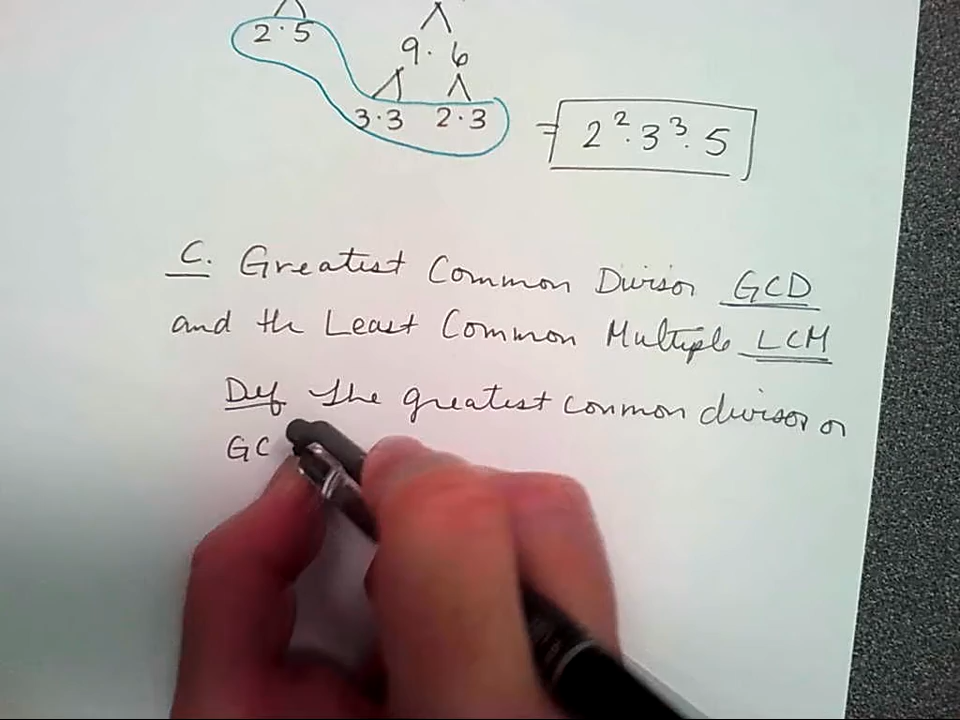 2 · 5
9 · 6
3 · 3 2 · 3 = 2² · 3³ · 5
C. Greatest Common Divisor GCD
and the Least Common Multiple LCM
Def The greatest common divisor or
GC